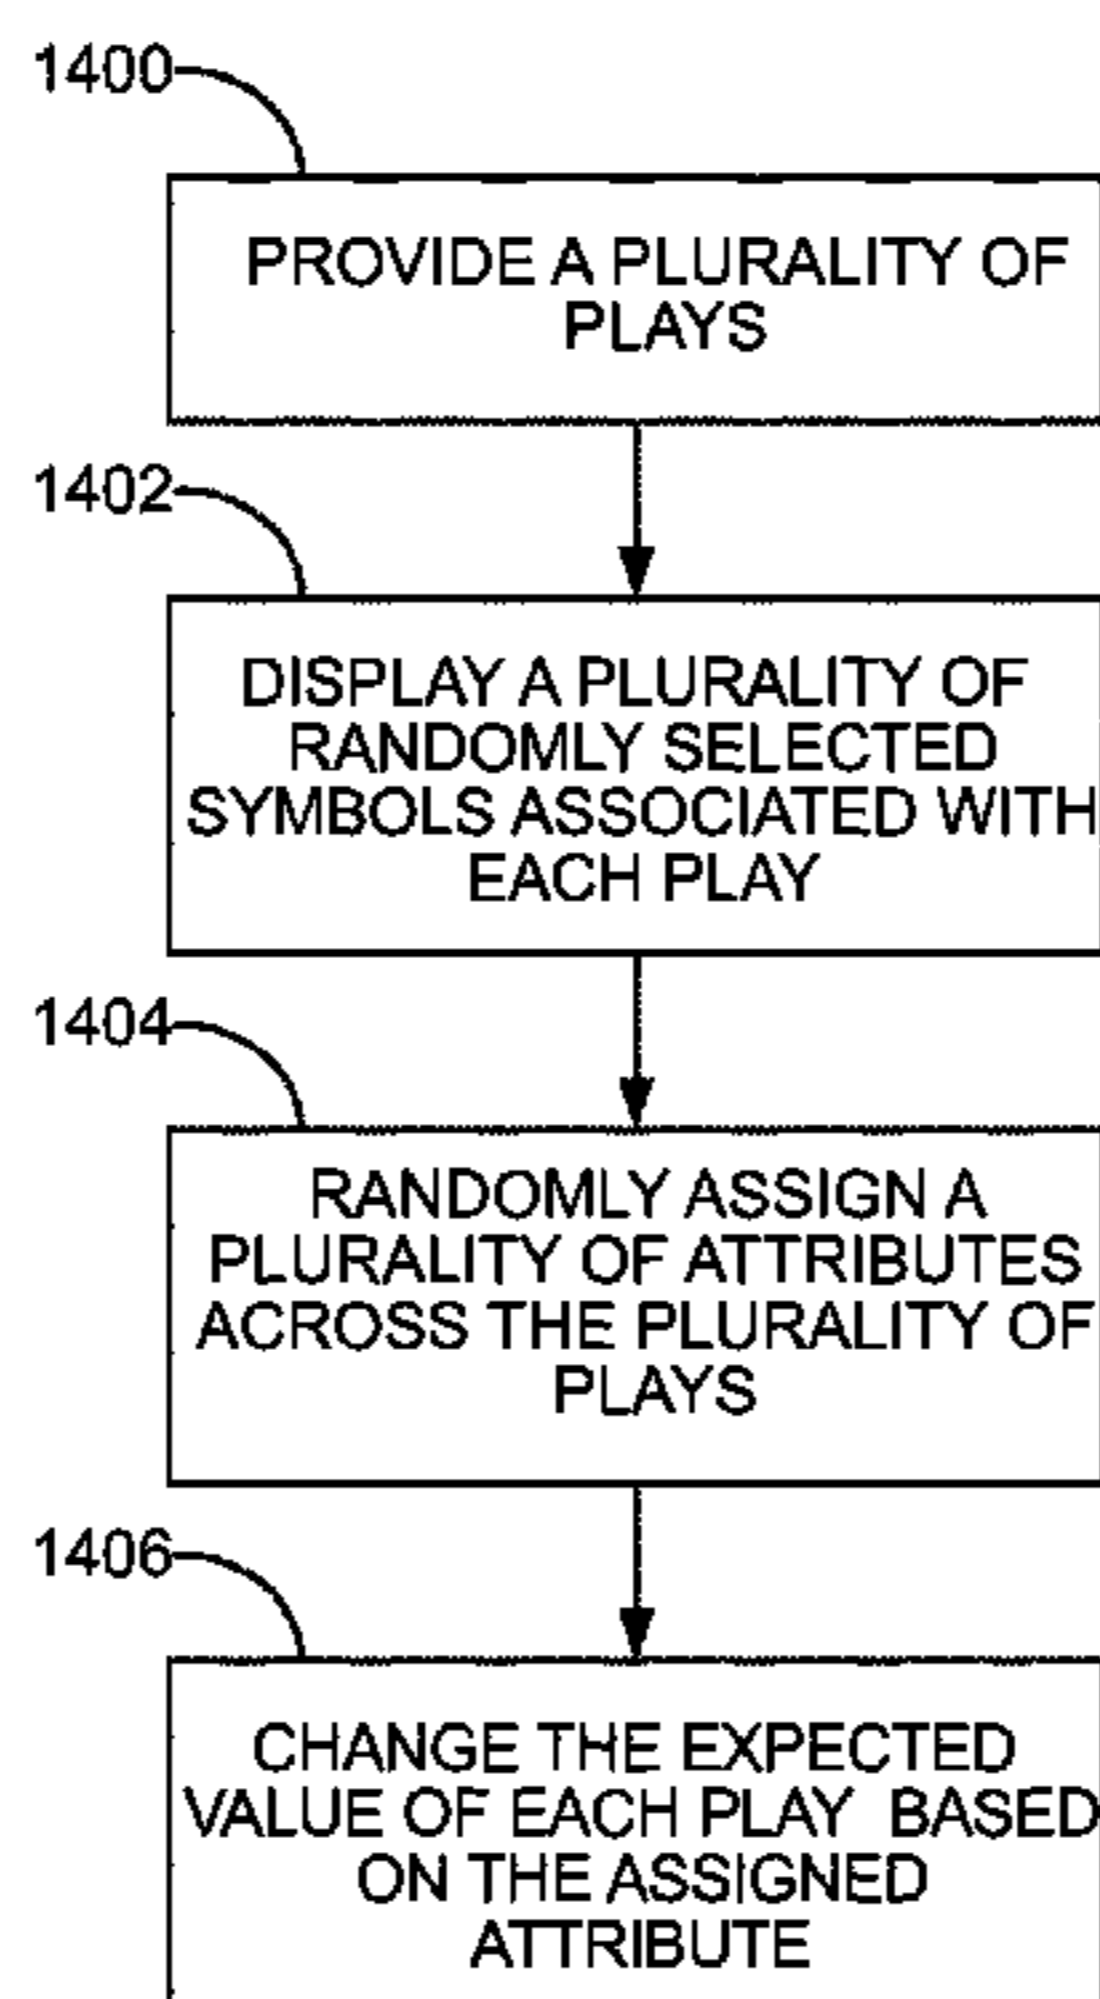 1400
PROVIDE A PLURALITY OF
PLAYS
1402
DISPLAY A PLURALITY OF
RANDOMLY SELECTED
SYMBOLS ASSOCIATED WITH
EACH PLAY
1404
RANDOMLY ASSIGN A
PLURALITY OF ATTRIBUTES
ACROSS THE PLURALITY OF
PLAYS
1406
CHANGE THE EXPECTED
VALUE OF EACH PLAY BASED
ON THE ASSIGNED
ATTRIBUTE